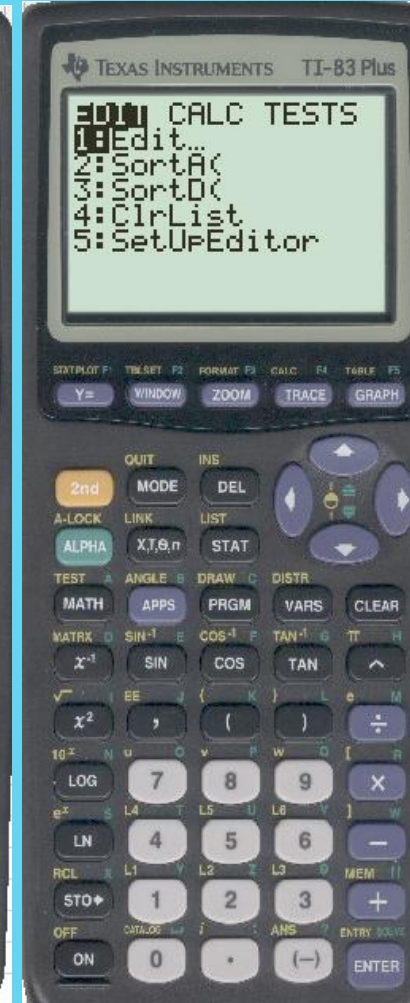 TEXAS INSTRUMENTS TI-83 Plus
EDIT CALC TESTS
1:Edit…
2:SortA(
3:SortD(
4:ClrList
5:SetUpEditor
STAT PLOT F1 TBLSET F2 FORMAT F3 CALC F4 TABLE F5
Y= WINDOW ZOOM TRACE GRAPH
QUIT INS
2nd MODE DEL
A-LOCK LINK LIST
ALPHA X,T,θ,n STAT
TEST A ANGLE B DRAW C DISTR
MATH APPS PRGM VARS CLEAR
MATRX D SIN⁻¹ E COS⁻¹ F TAN⁻¹ G π H
x⁻¹ SIN COS TAN ^
√‾ I EE J { K } L e M
x² , ( ) ÷
10ˣ N u O v P w Q [ R
LOG 7 8 9 ×
eˣ S L4 T L5 U L6 V ] W
LN 4 5 6 −
RCL X L1 Y L2 Z L3 θ MEM "
STO▸ 1 2 3 +
OFF CATALOG i : ANS ? ENTRY SOLVE
ON 0 . (−) ENTER